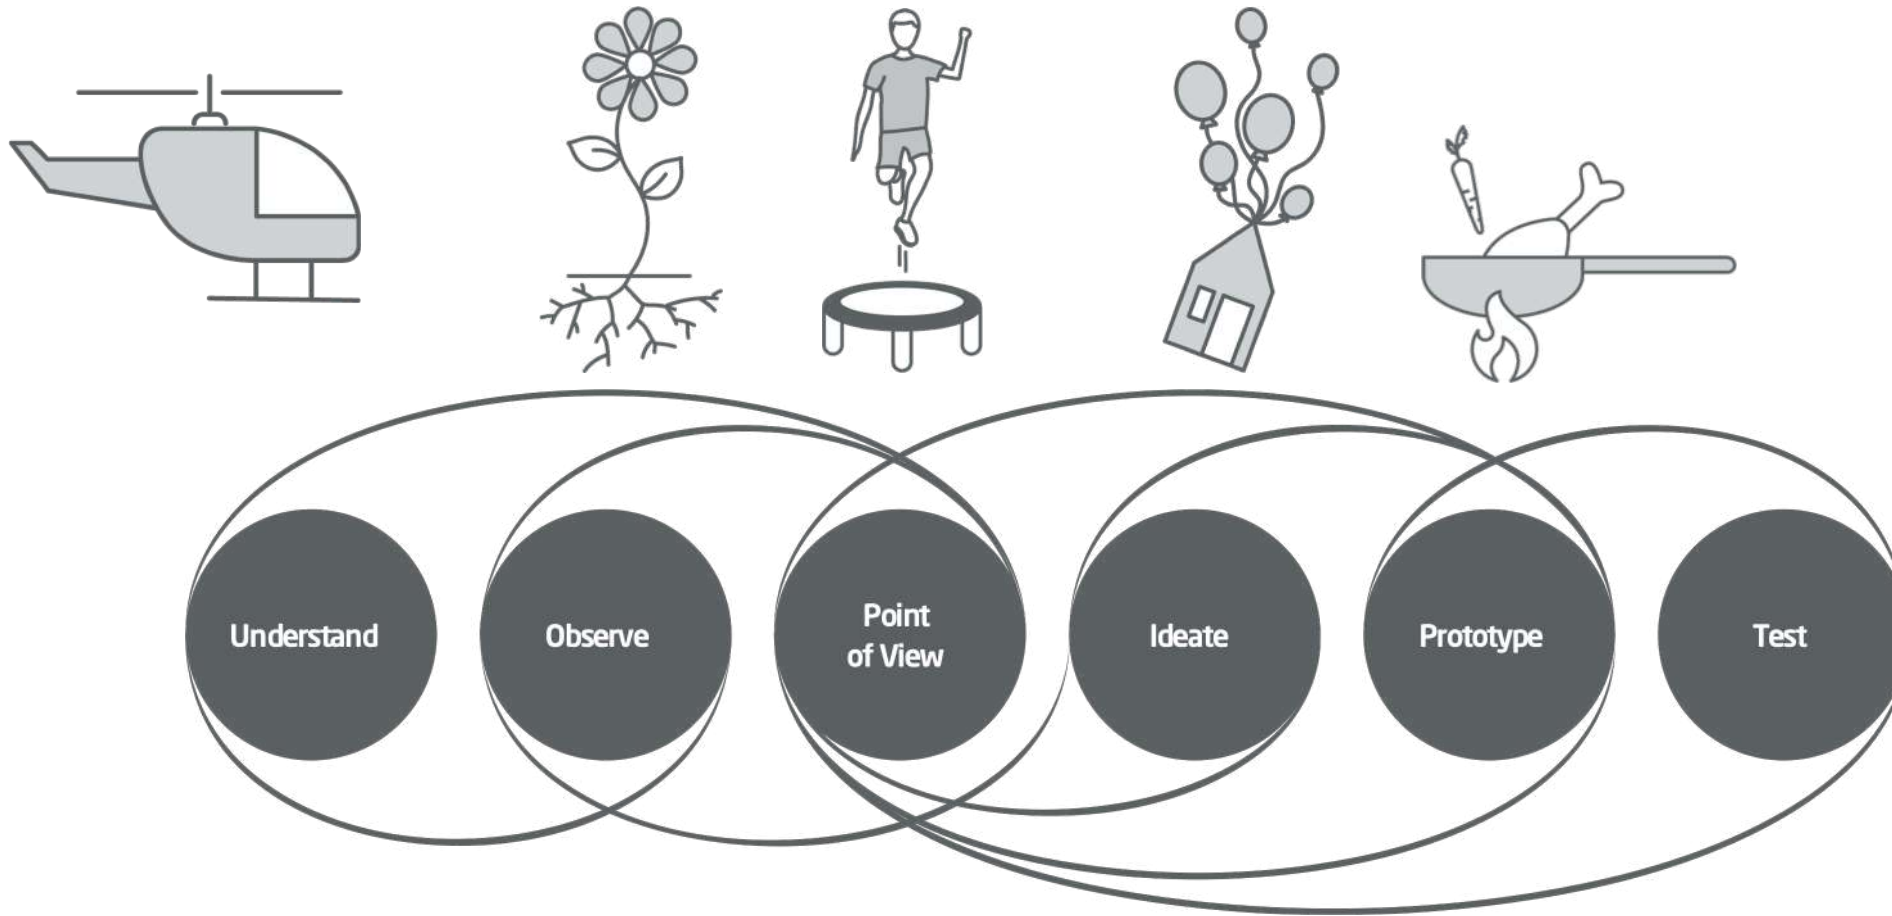 Understand
Observe
Point
of View
Ideate
Prototype
Test